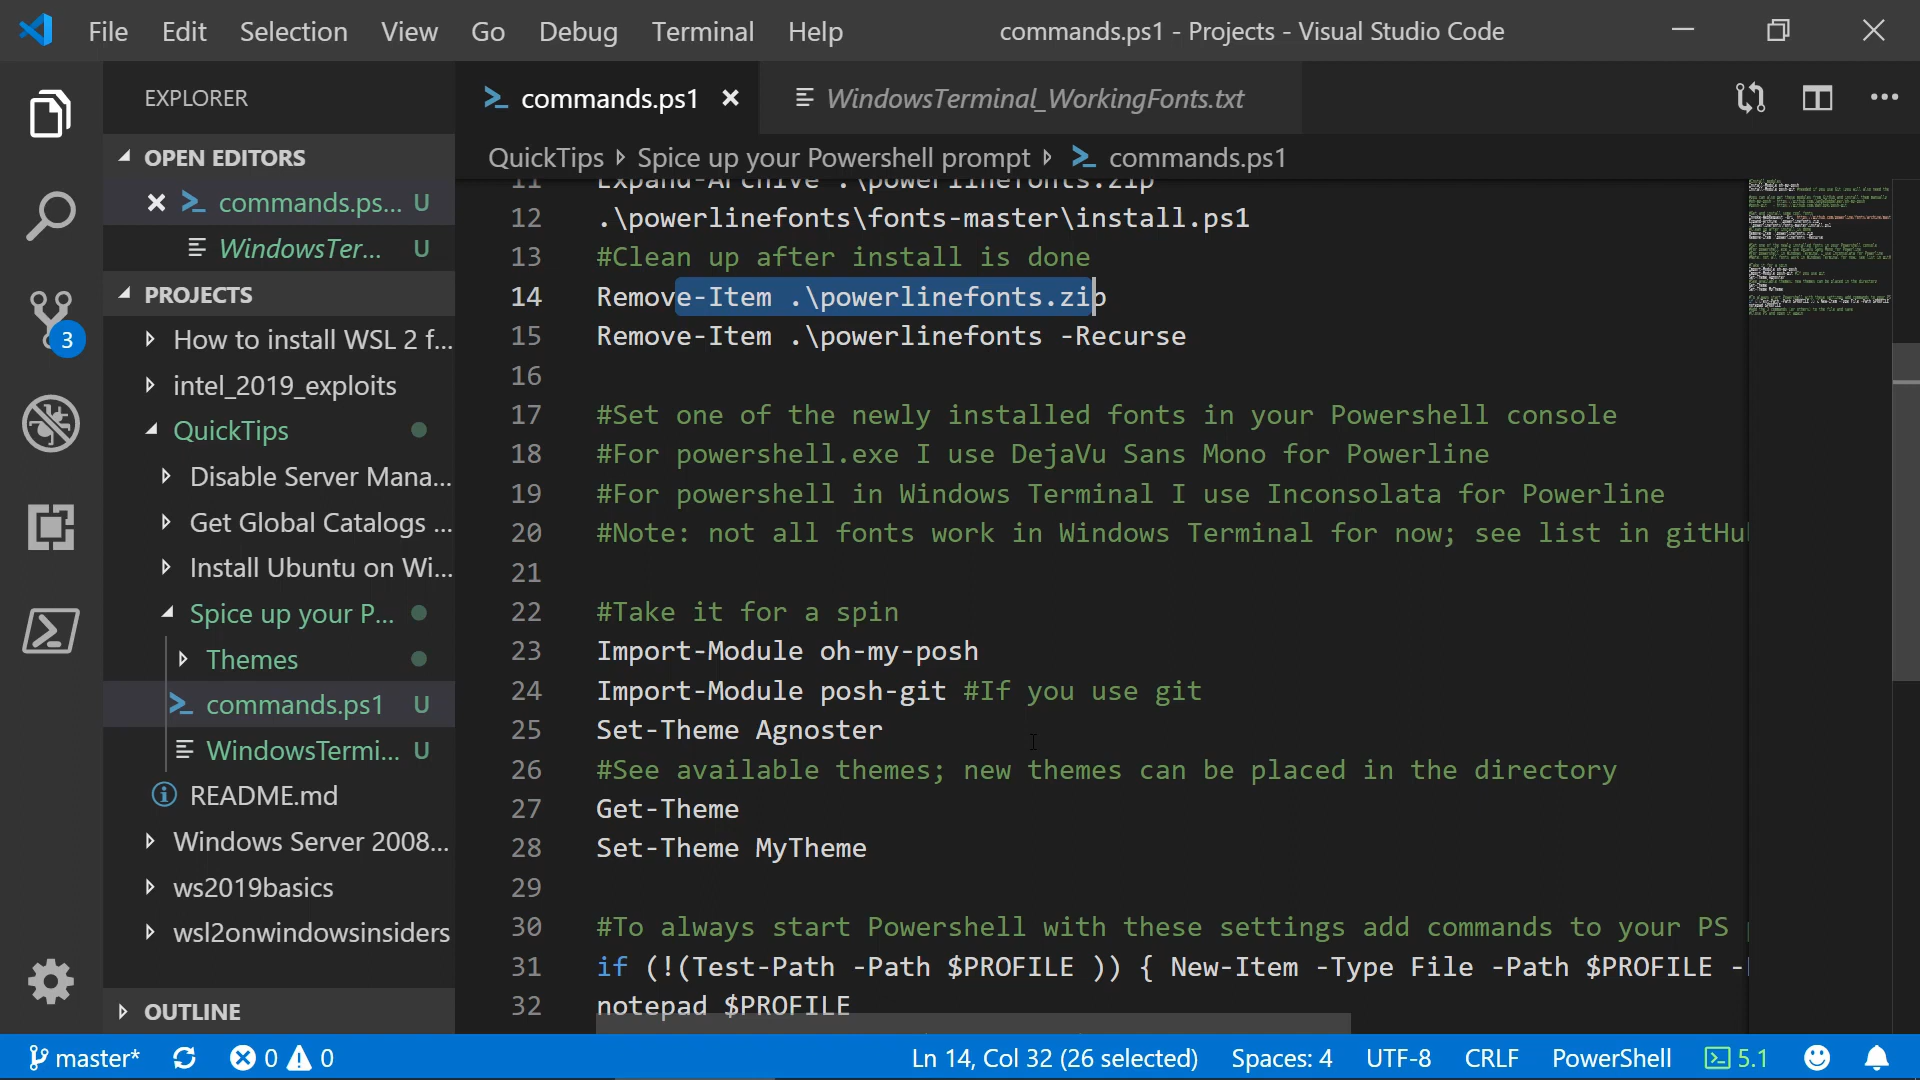 File Edit Selection View Go Debug Terminal Help commands.ps1 - Projects - Visual Studio Code
EXPLORER
commands.ps1
WindowsTerminal_WorkingFonts.txt
OPEN EDITORS
commands.ps... U
WindowsTer... U
PROJECTS
How to install WSL 2 f...
intel_2019_exploits
QuickTips
Disable Server Mana...
Get Global Catalogs ...
Install Ubuntu on Wi...
Spice up your P...
Themes
commands.ps1 U
WindowsTermi... U
README.md
Windows Server 2008...
ws2019basics
wsl2onwindowsinsiders
OUTLINE
3
QuickTips Spice up your Powershell prompt commands.ps1
11 Expand-Archive .\powerlinefonts.zip
12 .\powerlinefonts\fonts-master\install.ps1
13 #Clean up after install is done
14 Remove-Item .\powerlinefonts.zip
15 Remove-Item .\powerlinefonts -Recurse
16
17 #Set one of the newly installed fonts in your Powershell console
18 #For powershell.exe I use DejaVu Sans Mono for Powerline
19 #For powershell in Windows Terminal I use Inconsolata for Powerline
20 #Note: not all fonts work in Windows Terminal for now; see list in gitHu
21
22 #Take it for a spin
23 Import-Module oh-my-posh
24 Import-Module posh-git #If you use git
25 Set-Theme Agnoster
26 #See available themes; new themes can be placed in the directory
27 Get-Theme
28 Set-Theme MyTheme
29
30 #To always start Powershell with these settings add commands to your PS
31 if (!(Test-Path -Path $PROFILE )) { New-Item -Type File -Path $PROFILE -
32 notepad $PROFILE
master* 0 0 Ln 14, Col 32 (26 selected) Spaces: 4 UTF-8 CRLF PowerShell 5.1